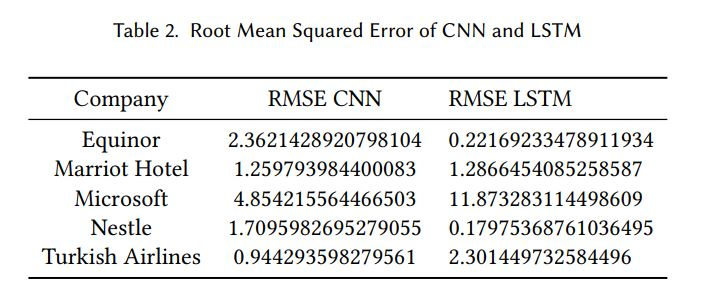 Table 2. Root Mean Squared Error of CNN and LSTM
Company RMSE CNN RMSE LSTM
Equinor 2.3621428920798104 0.22169233478911934
Marriot Hotel 1.259793984400083 1.2866454085258587
Microsoft 4.854215564466503 11.873283114498609
Nestle 1.7095982695279055 0.17975368761036495
Turkish Airlines 0.944293598279561 2.301449732584496